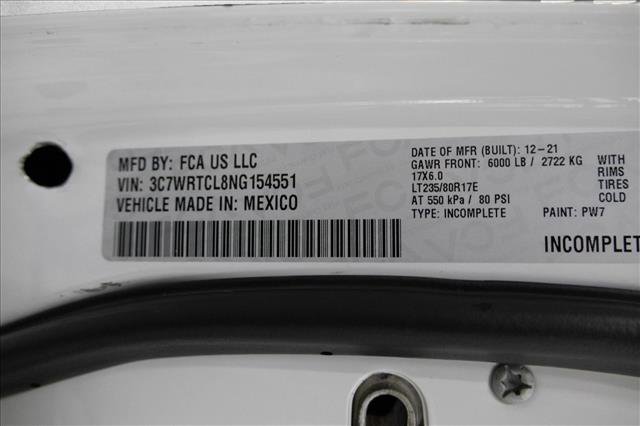 MFD BY: FCA US LLC
VIN: 3C7WRTCL8NG154551
VEHICLE MADE IN: MEXICO
DATE OF MFR (BUILT): 12-21
GAWR FRONT: 6000 LB / 2722 KG WITH
17X6.0 RIMS
LT235/80R17E TIRES
AT 550 kPa / 80 PSI COLD
TYPE: INCOMPLETE PAINT: PW7